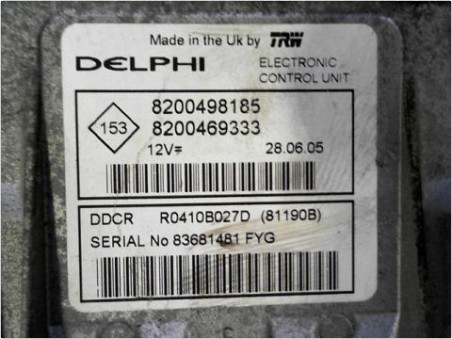 Made in the Uk by TRW
DELPHI ELECTRONIC
CONTROL UNIT
153
8200498185
8200469333
12V= 28.06.05
DDCR R0410B027D (81190B)
SERIAL No 83681481 FYG